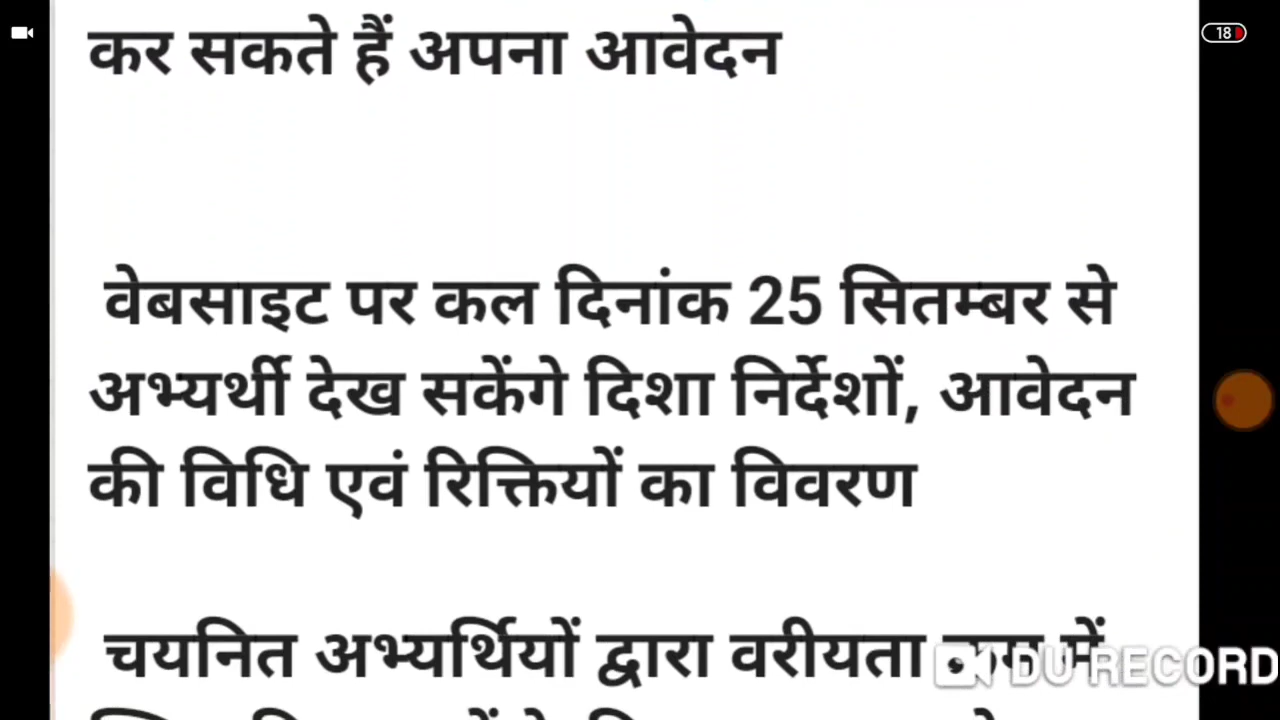 18
कर सकते हैं अपना आवेदन
वेबसाइट पर कल दिनांक 25 सितम्बर से
अभ्यर्थी देख सकेंगे दिशा निर्देशों, आवेदन
की विधि एवं रिक्तियों का विवरण
चयनित अभ्यर्थियों द्वारा वरीयता में
DU RECORD